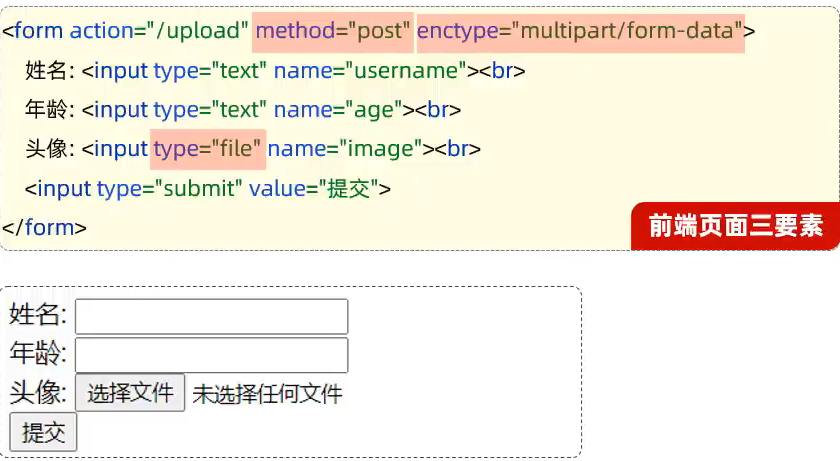 <form action="/upload" method="post" enctype="multipart/form-data">
姓名: <input type="text" name="username"><br>
年龄: <input type="text" name="age"><br>
头像: <input type="file" name="image"><br>
<input type="submit" value="提交">
</form>
前端页面三要素
姓名:
年龄:
头像: 选择文件 未选择任何文件
提交